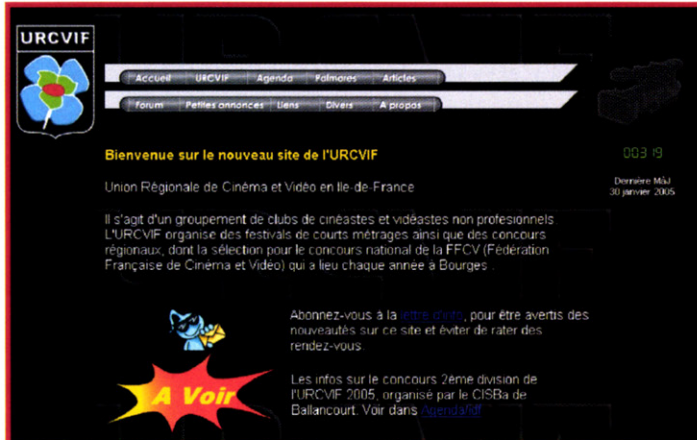 URCVIF
Accueil URCVIF Agenda Palmares Articles
Forum Petites annonces Liens Divers A propos
Bienvenue sur le nouveau site de l'URCVIF
00319
Dernière MàJ
30 janvier 2005
Union Régionale de Cinéma et Vidéo en Ile-de-France
Il s'agit d'un groupement de clubs de cinéastes et vidéastes non profesionnels.
L'URCVIF organise des festivals de courts métrages ainsi que des concours
régionaux, dont la sélection pour le concours national de la FFCV (Fédération
Française de Cinéma et Vidéo) qui a lieu chaque année à Bourges .
Abonnez-vous à la lettre d'info, pour être avertis des
nouveautés sur ce site et éviter de rater des
rendez-vous.
A Voir
Les infos sur le concours 2ème division de
l'URCVIF 2005, organisé par le CISBa de
Ballancourt. Voir dans Agenda/idf